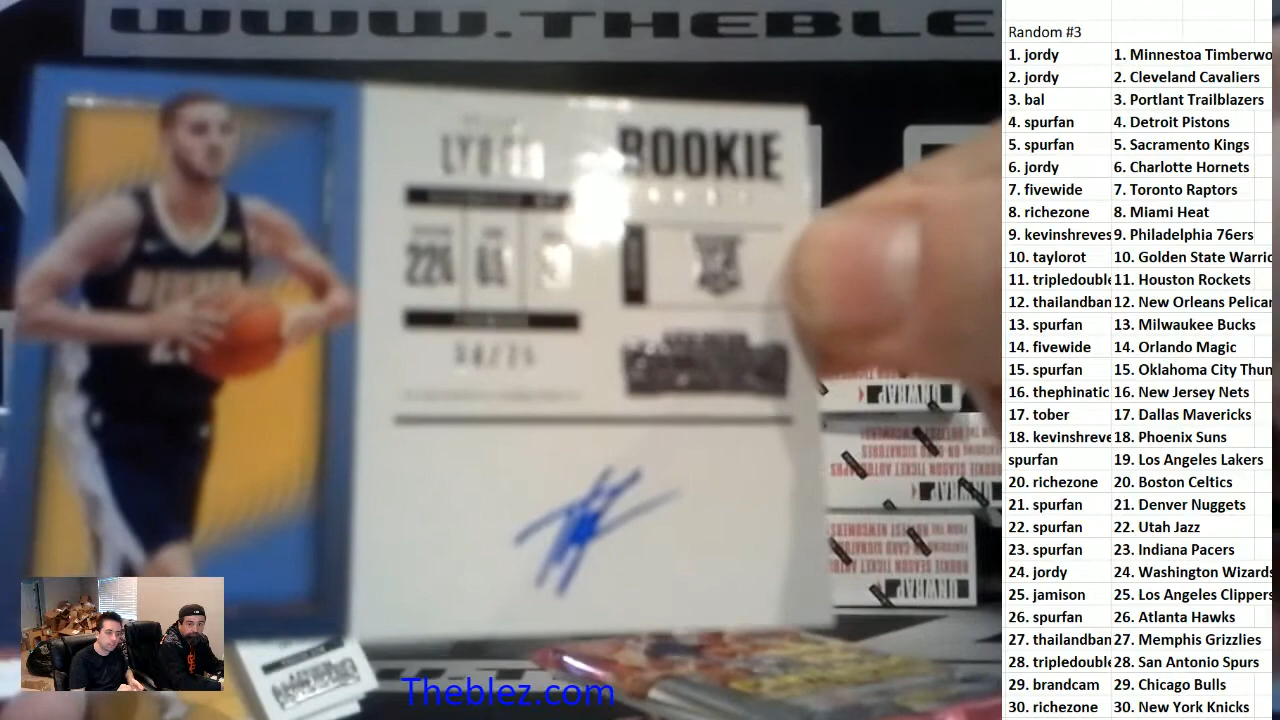 WWW.THEBLE
ROOKIE
UNWRAP
UNWRAP
UNWRAP
Theblez.com
Random #3
1. jordy 1. Minnestoa Timberwo
2. jordy 2. Cleveland Cavaliers
3. bal 3. Portlant Trailblazers
4. spurfan 4. Detroit Pistons
5. spurfan 5. Sacramento Kings
6. jordy 6. Charlotte Hornets
7. fivewide 7. Toronto Raptors
8. richezone 8. Miami Heat
9. kevinshreves 9. Philadelphia 76ers
10. taylorot 10. Golden State Warric
11. tripledouble 11. Houston Rockets
12. thailandban 12. New Orleans Pelicar
13. spurfan 13. Milwaukee Bucks
14. fivewide 14. Orlando Magic
15. spurfan 15. Oklahoma City Thun
16. thephinatic 16. New Jersey Nets
17. tober 17. Dallas Mavericks
18. kevinshreve 18. Phoenix Suns
spurfan 19. Los Angeles Lakers
20. richezone 20. Boston Celtics
21. spurfan 21. Denver Nuggets
22. spurfan 22. Utah Jazz
23. spurfan 23. Indiana Pacers
24. jordy 24. Washington Wizards
25. jamison 25. Los Angeles Clippers
26. spurfan 26. Atlanta Hawks
27. thailandban 27. Memphis Grizzlies
28. tripledouble 28. San Antonio Spurs
29. brandcam 29. Chicago Bulls
30. richezone 30. New York Knicks